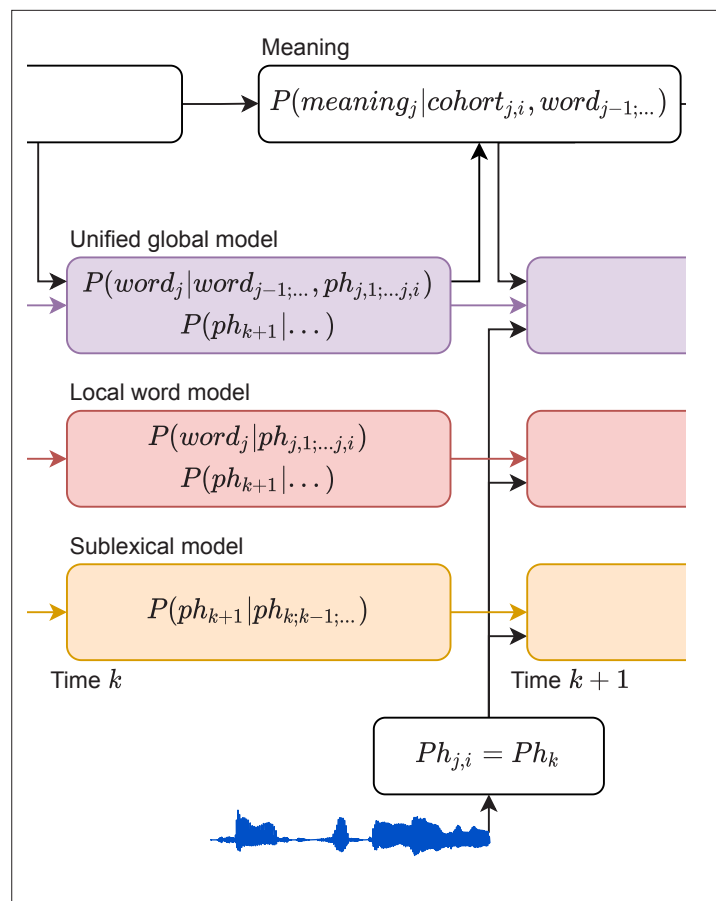 Meaning
P(meaning_j|cohort_{j,i}, word_{j-1;...})
Unified global model
P(word_j|word_{j-1;...}, ph_{j,1;...j,i})
P(ph_{k+1}|...)
Local word model
P(word_j|ph_{j,1;...j,i})
P(ph_{k+1}|...)
Sublexical model
P(ph_{k+1}|ph_{k;k-1;...})
Time k
Time k + 1
Ph_{j,i} = Ph_k